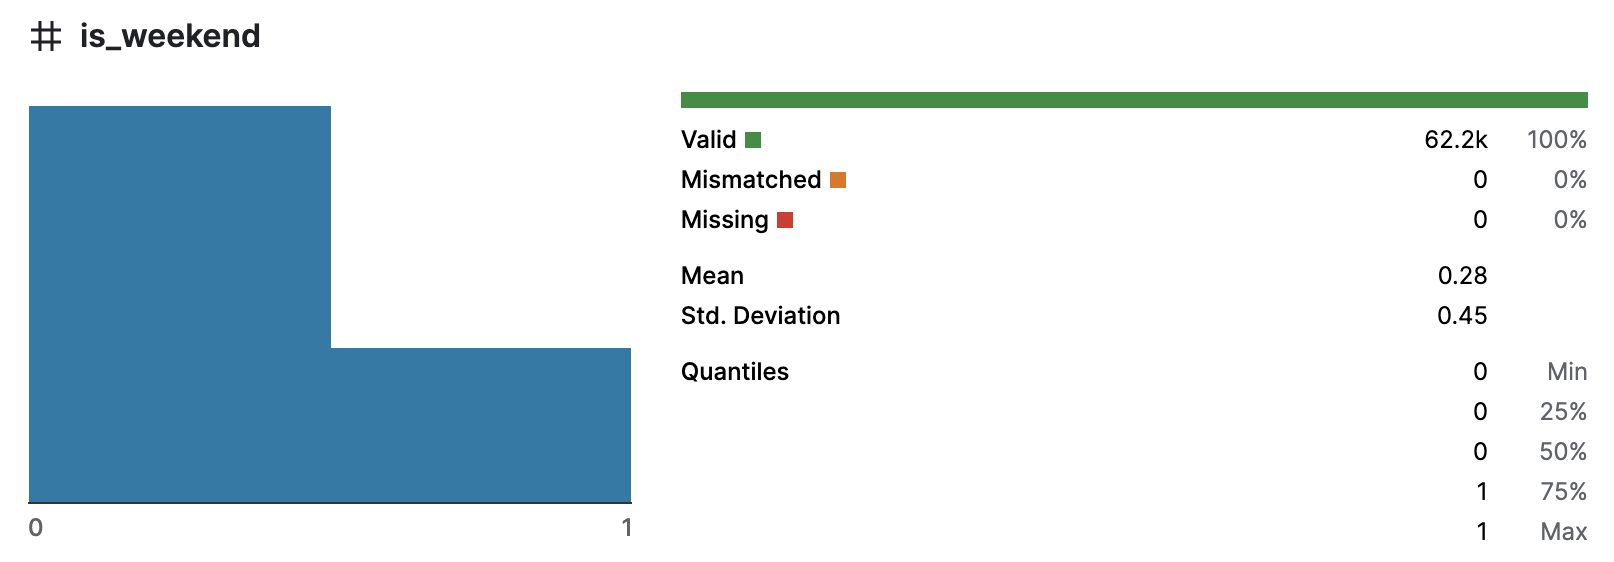 is_weekend
Valid 62.2k 100%
Mismatched 0 0%
Missing 0 0%
Mean 0.28
Std. Deviation 0.45
Quantiles 0 Min
0 25%
0 50%
1 75%
1 Max
0 1